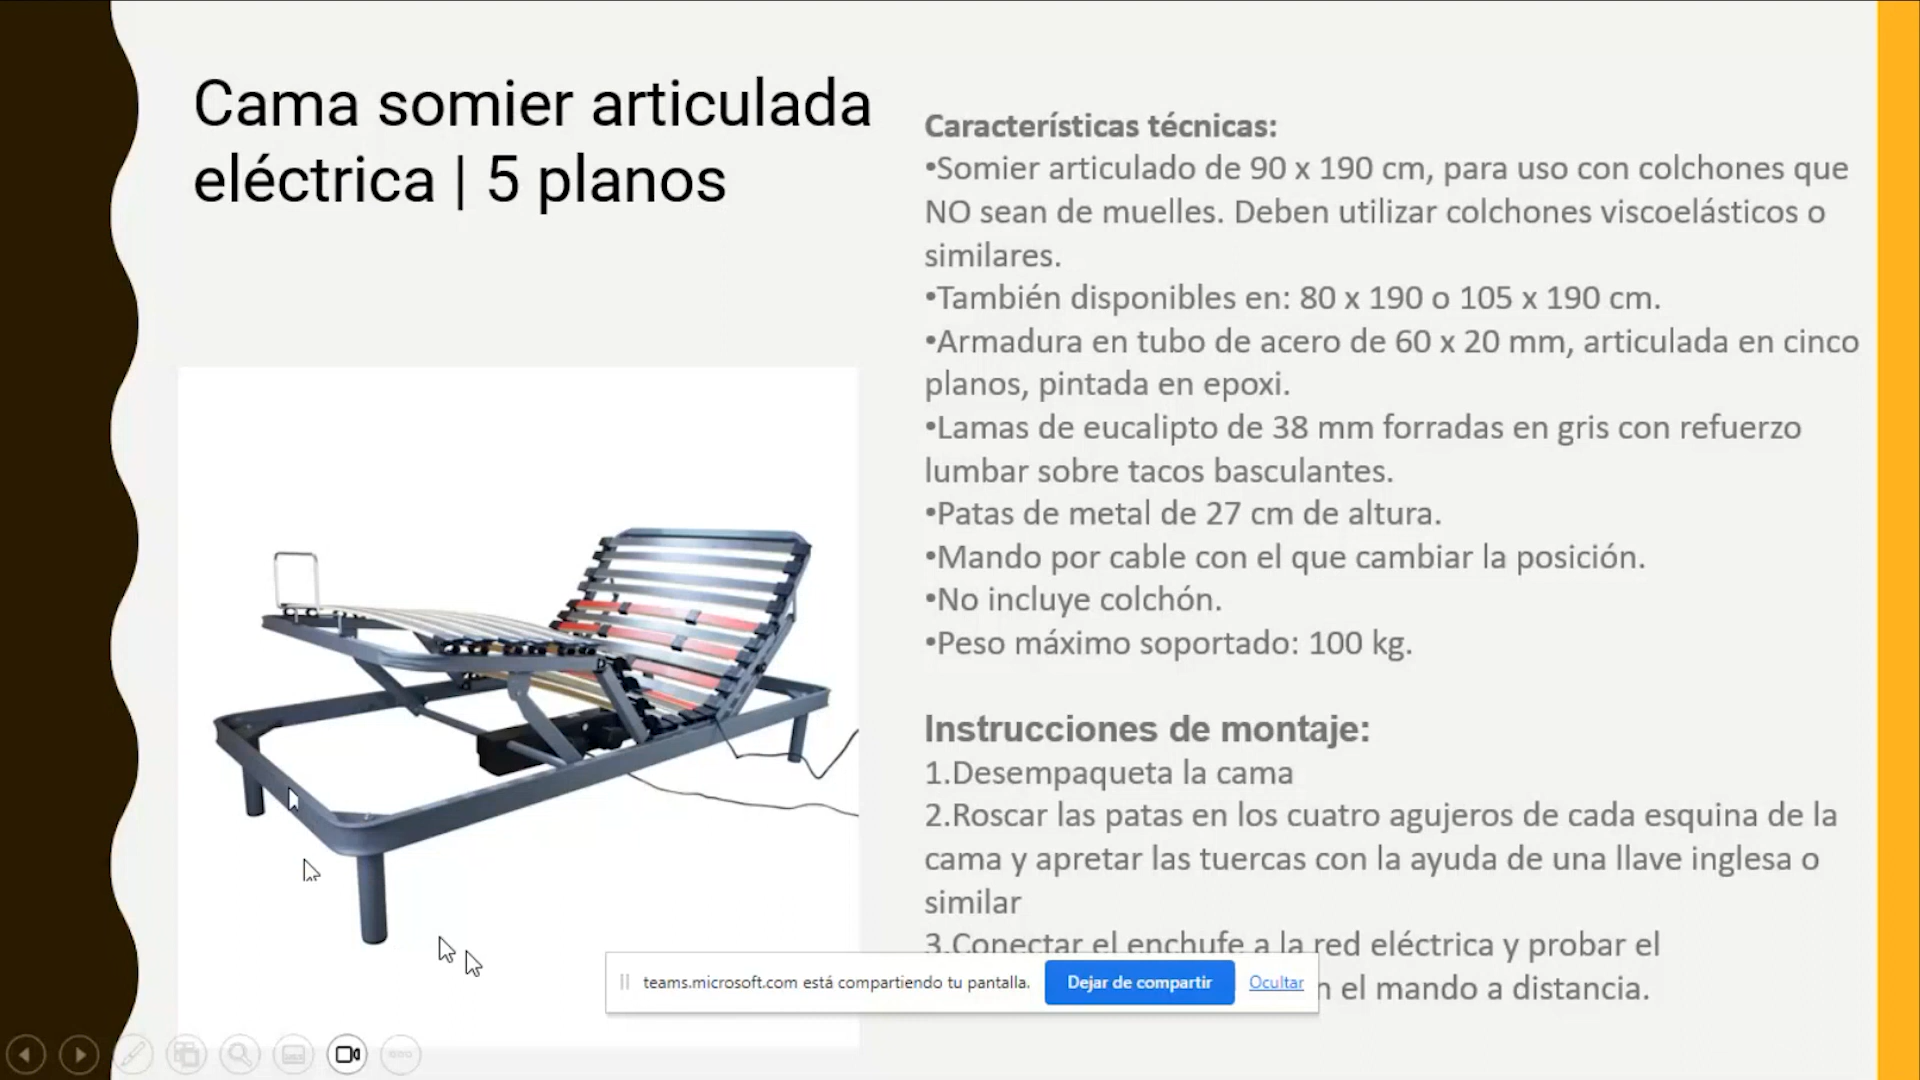 Cama somier articulada
eléctrica | 5 planos
Características técnicas:
•Somier articulado de 90 x 190 cm, para uso con colchones que
NO sean de muelles. Deben utilizar colchones viscoelásticos o
similares.
•También disponibles en: 80 x 190 o 105 x 190 cm.
•Armadura en tubo de acero de 60 x 20 mm, articulada en cinco
planos, pintada en epoxi.
•Lamas de eucalipto de 38 mm forradas en gris con refuerzo
lumbar sobre tacos basculantes.
•Patas de metal de 27 cm de altura.
•Mando por cable con el que cambiar la posición.
•No incluye colchón.
•Peso máximo soportado: 100 kg.
Instrucciones de montaje:
1.Desempaqueta la cama
2.Roscar las patas en los cuatro agujeros de cada esquina de la
cama y apretar las tuercas con la ayuda de una llave inglesa o
similar
3.Conectar el enchufe a la red eléctrica y probar el
el mando a distancia.
teams.microsoft.com está compartiendo tu pantalla.
Dejar de compartir
Ocultar